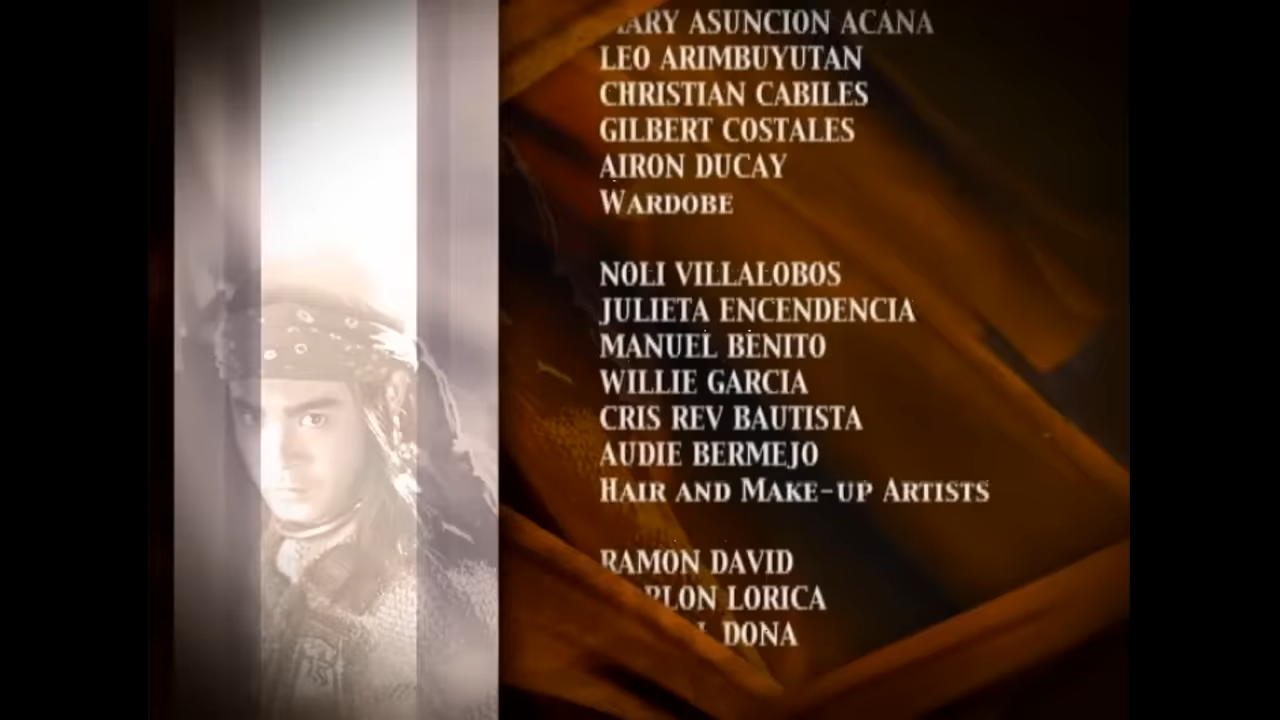 ASUNCION ACANA
LEO ARIMBUYUTAN
CHRISTIAN CABILES
GILBERT COSTALES
AIRON DUCAY
WARDOBE
NOLI VILLALOBOS
JULIETA ENCENDENCIA
MANUEL BENITO
WILLIE GARCIA
CRIS REV BAUTISTA
AUDIE BERMEJO
HAIR AND MAKE-UP ARTISTS
RAMON DAVID
LORICA
DONA